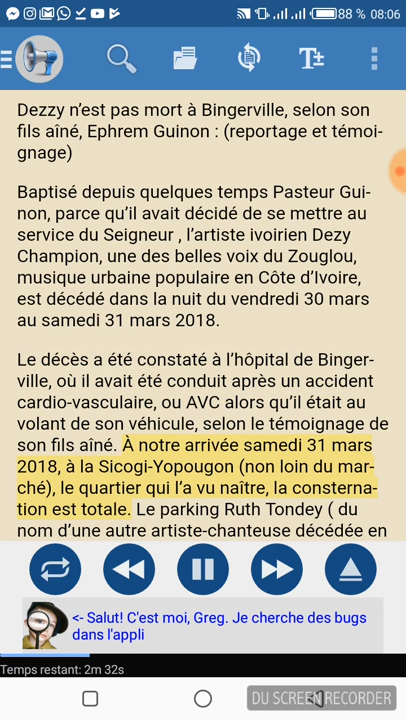 88 % 08:06
T±
Dezzy n'est pas mort à Bingerville, selon son
fils aîné, Ephrem Guinon : (reportage et témoi-
gnage)
Baptisé depuis quelques temps Pasteur Gui-
non, parce qu'il avait décidé de se mettre au
service du Seigneur , l'artiste ivoirien Dezy
Champion, une des belles voix du Zouglou,
musique urbaine populaire en Côte d'Ivoire,
est décédé dans la nuit du vendredi 30 mars
au samedi 31 mars 2018.
Le décès a été constaté à l'hôpital de Binger-
ville, où il avait été conduit après un accident
cardio-vasculaire, ou AVC alors qu'il était au
volant de son véhicule, selon le témoignage de
son fils aîné. À notre arrivée samedi 31 mars
2018, à la Sicogi-Yopougon (non loin du mar-
ché), le quartier qui l'a vu naître, la consterna-
tion est totale. Le parking Ruth Tondey ( du
nom d'une autre artiste-chanteuse décédée en
<- Salut! C'est moi, Greg. Je cherche des bugs
dans l'appli
Temps restant: 2m 32s
DU SCREEN RECORDER